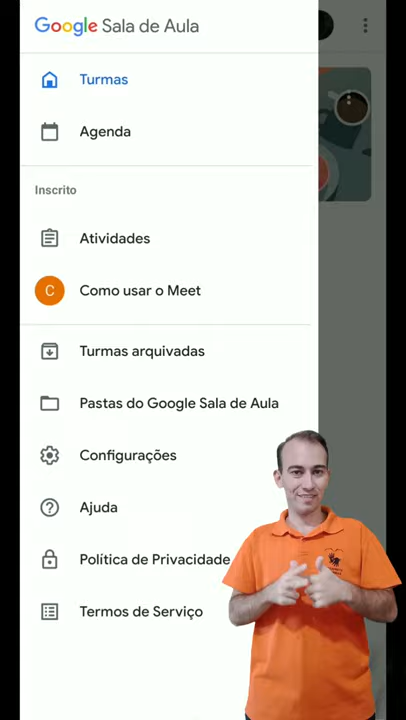 Google Sala de Aula
Turmas
Agenda
Inscrito
Atividades
C
Como usar o Meet
Turmas arquivadas
Pastas do Google Sala de Aula
Configurações
Ajuda
Política de Privacidade
Termos de Serviço